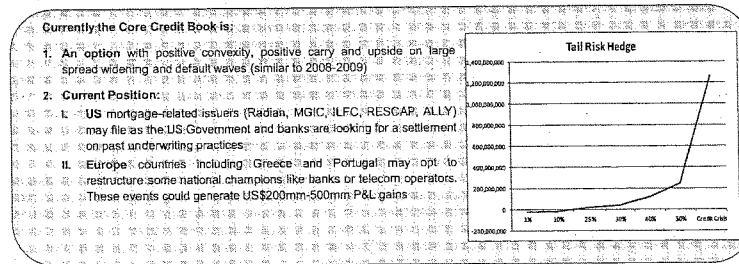 Currently the Core Credit Book is:
1. An option with positive convexity, positive carry and upside on large
spread widening and default waves (similar to 2008-2009)
2. Current Position:
I. US mortgage-related issuers (Radian, MGIC, ILFC, RESCAP, ALLY)
may file as the US Government and banks are looking for a settlement
on past underwriting practices
II. Europe countries including Greece and Portugal may opt to
restructure some national champions like banks or telecom operators.
These events could generate US$200mm-500mm P&L gains
Tail Risk Hedge
1,400,000,000
1,200,000,000
1,000,000,000
800,000,000
600,000,000
400,000,000
200,000,000
0
-200,000,000
10% 25% 30% 40% 50% Credit Crisis